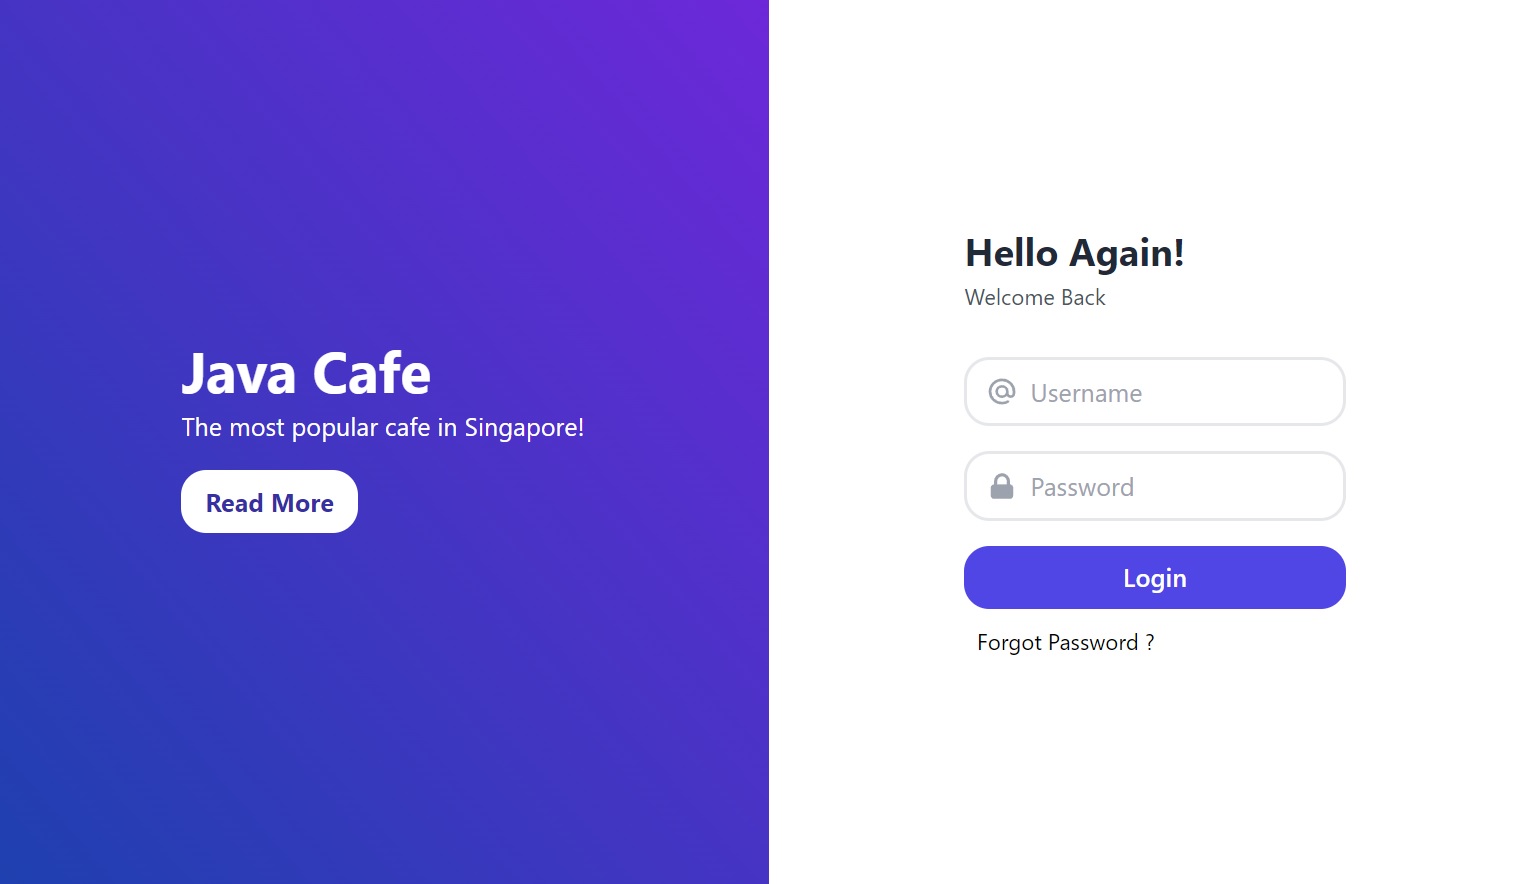 Java Cafe
The most popular cafe in Singapore!
Read More
Hello Again!
Welcome Back
Username
Password
Login
Forgot Password ?